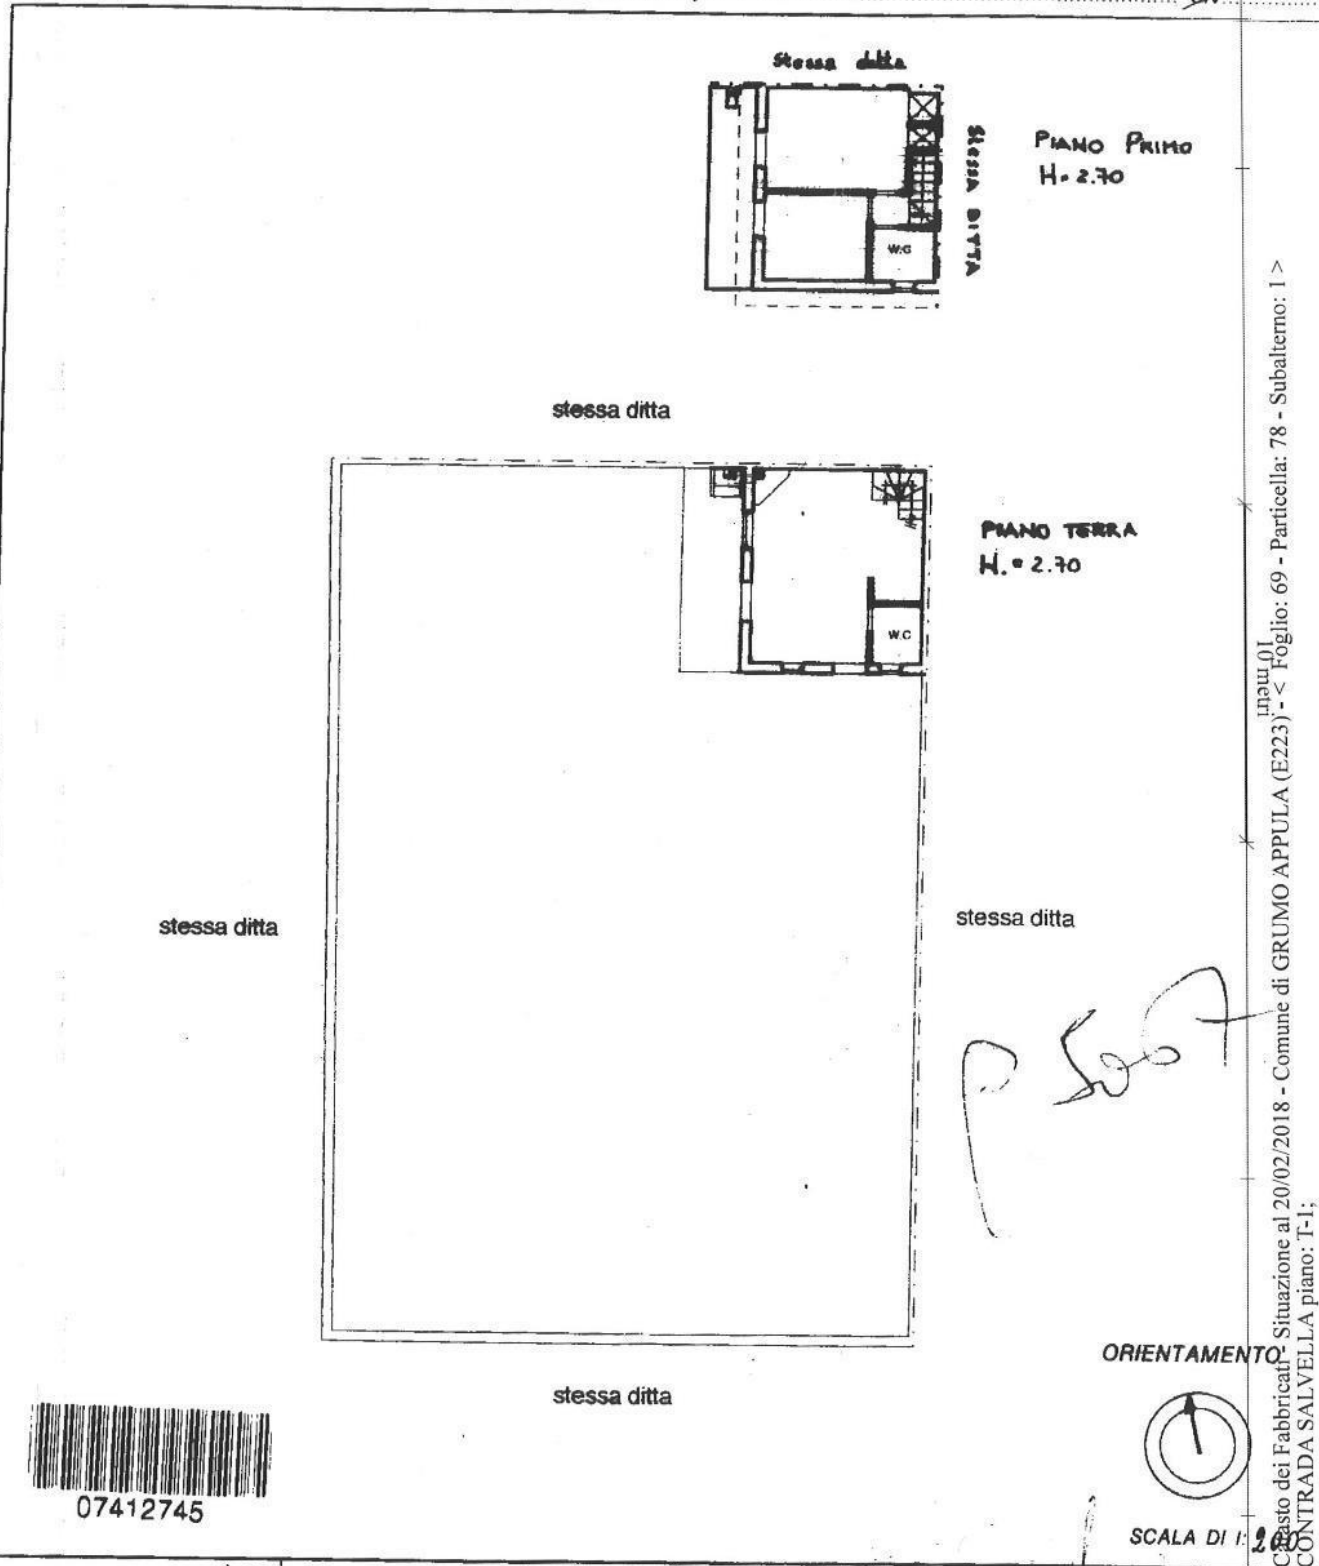 stessa ditta
STESSA DITTA
PIANO PRIMO
H= 2.70
W.C
stessa ditta
PIANO TERRA
H. = 2.70
W.C
stessa ditta
stessa ditta
stessa ditta
ORIENTAMENTO
SCALA DI 1: 200
07412745
10 metri
Catasto dei Fabbricati - Situazione al 20/02/2018 - Comune di GRUMO APPULA (E223) - < Foglio: 69 - Particella: 78 - Subalterno: 1 >
CONTRADA SALVELLA piano: T-1;